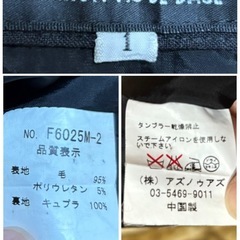 1
NO. F6025M-2
品質表示
表地
毛 95%
ポリウレタン 5%
裏地
キュプラ 100%
タンブラー乾燥禁止
スチームアイロンを使用し
ないで下さい
(株) アズノゥアズ
03-5469-9011
中国製